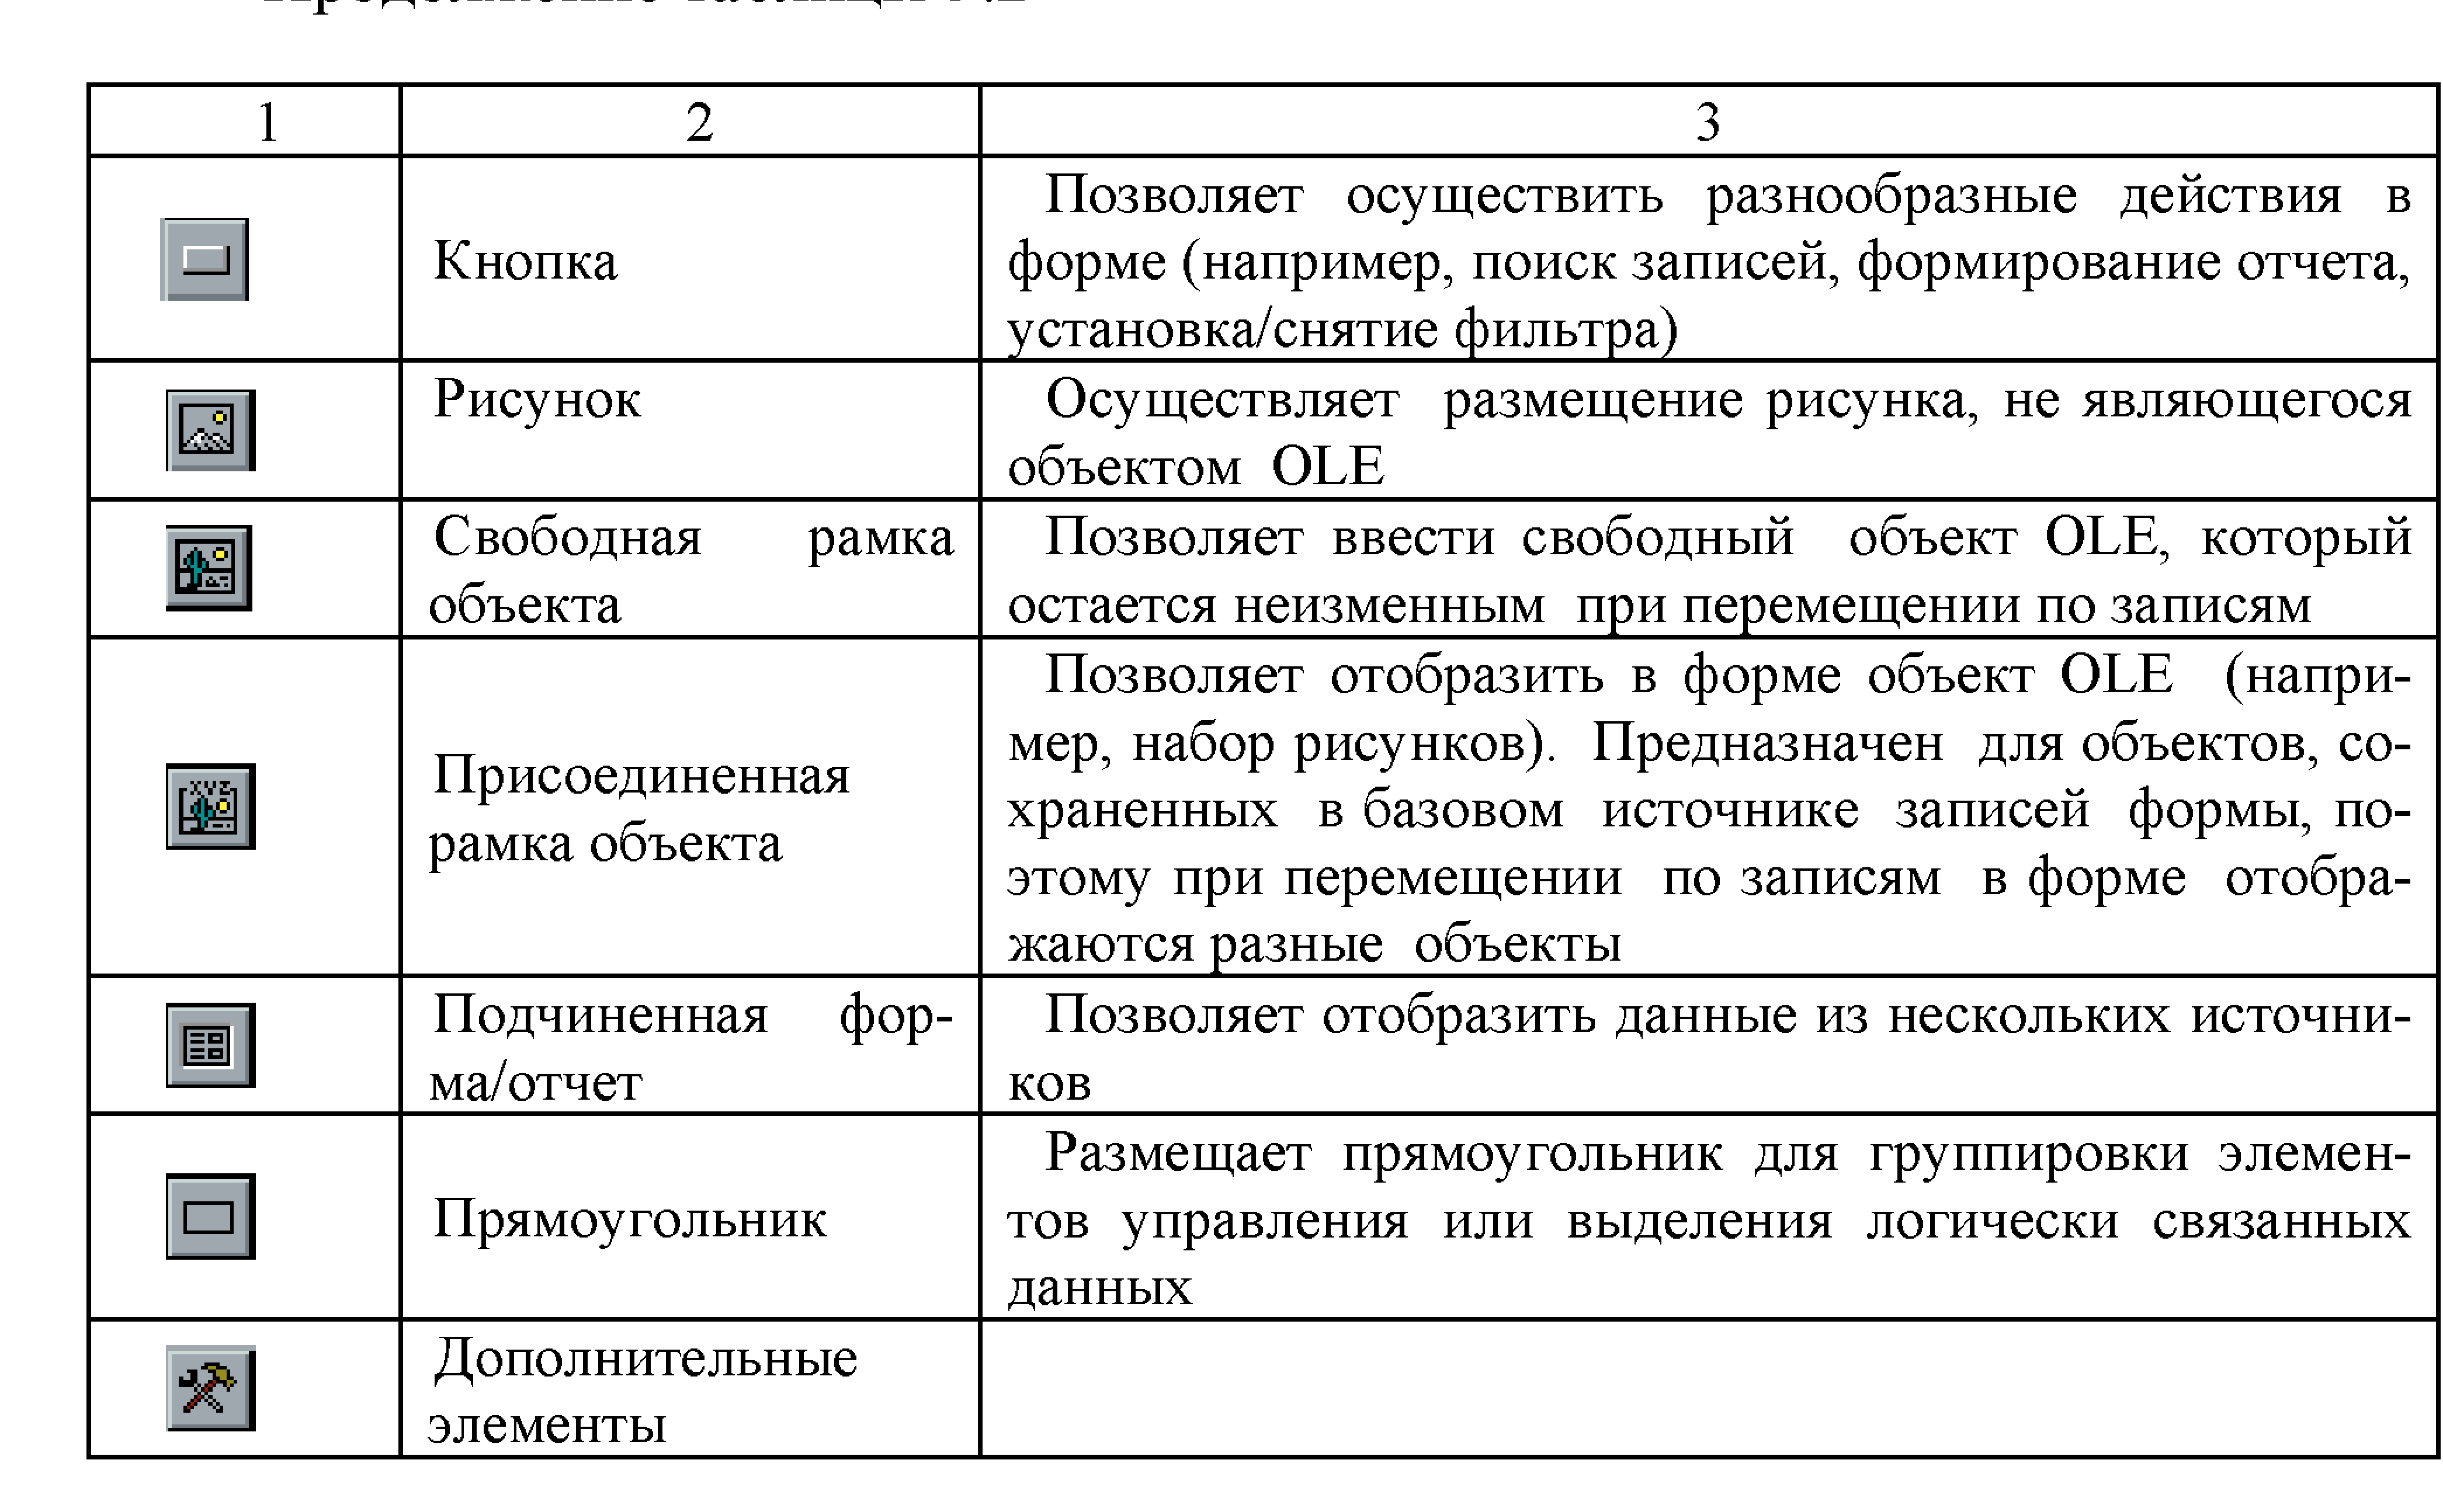 Продолжение таблицы
1 2 3
Кнопка
Позволяет осуществить разнообразные действия в
форме (например, поиск записей, формирование отчета,
установка/снятие фильтра)
Рисунок
Осуществляет размещение рисунка, не являющегося
объектом OLE
Свободная рамка
объекта
Позволяет ввести свободный объект OLE, который
остается неизменным при перемещении по записям
Присоединенная
рамка объекта
Позволяет отобразить в форме объект OLE (напри-
мер, набор рисунков). Предназначен для объектов, со-
храненных в базовом источнике записей формы, по-
этому при перемещении по записям в форме отобра-
жаются разные объекты
Подчиненная фор-
ма/отчет
Позволяет отобразить данные из нескольких источни-
ков
Прямоугольник
Размещает прямоугольник для группировки элемен-
тов управления или выделения логически связанных
данных
Дополнительные
элементы